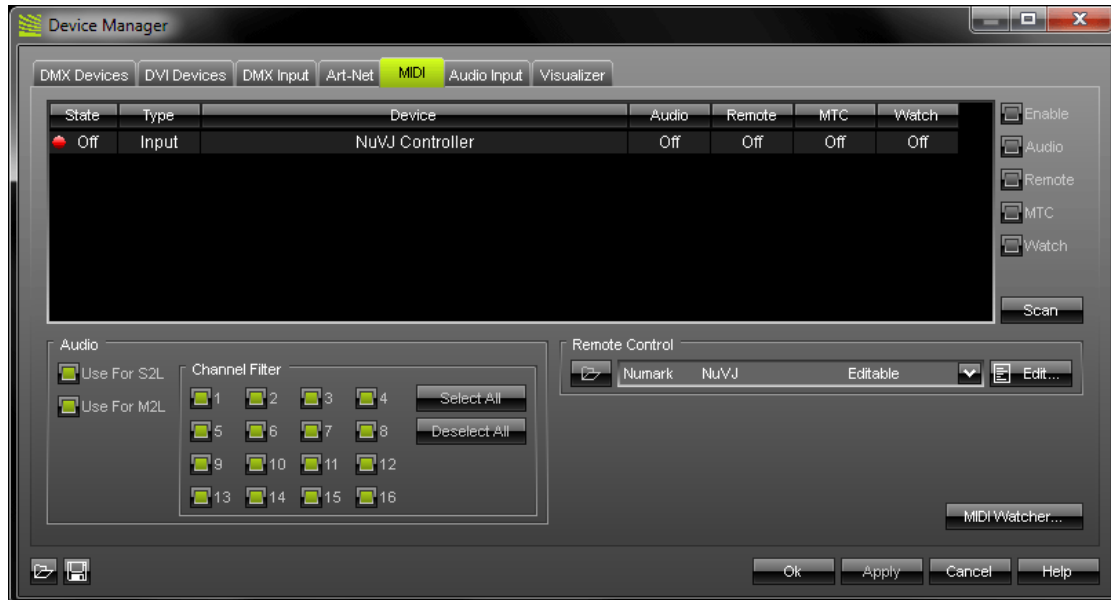 Device Manager
DMX Devices DVI Devices DMX Input Art-Net MIDI Audio Input Visualizer
State Type Device Audio Remote MTC Watch
Off Input NuVJ Controller Off Off Off Off
Enable
Audio
Remote
MTC
Watch
Scan
Audio
Use For S2L
Use For M2L
Channel Filter
1 2 3 4 Select All
5 6 7 8 Deselect All
9 10 11 12
13 14 15 16
Remote Control
Numark NuVJ Editable Edit...
MIDI Watcher...
Ok Apply Cancel Help